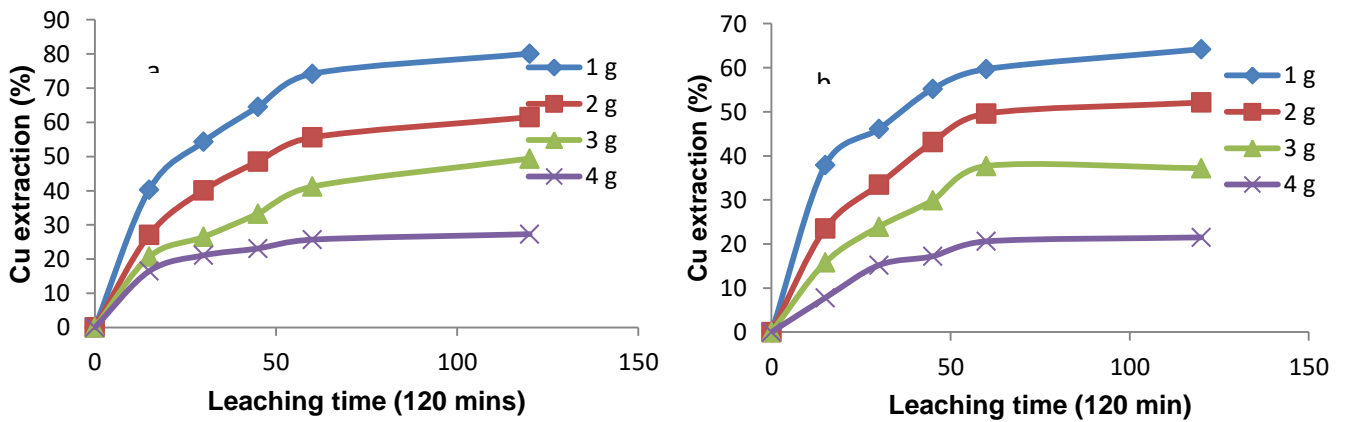 Cu extraction (%)
90
80
70
60
50
40
30
20
10
0
0 50 100 150
Leaching time (120 mins)
a
1 g
2 g
3 g
4 g
Cu extraction (%)
70
60
50
40
30
20
10
0
0 50 100 150
Leaching time (120 min)
b
1 g
2 g
3 g
4 g